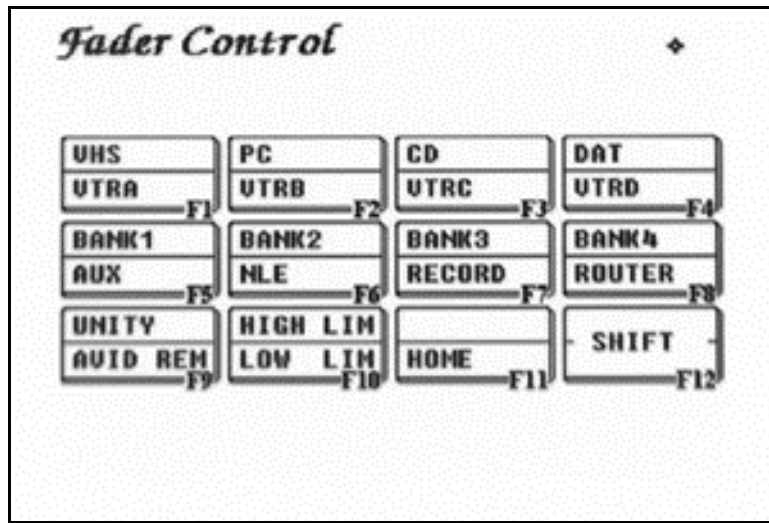 Fader Control
VHS PC CD DAT
VTRA VTRB VTRC VTRD
F1 F2 F3 F4
BANK1 BANK2 BANK3 BANK4
AUX NLE RECORD ROUTER
F5 F6 F7 F8
UNITY HIGH LIM
SHIFT
AVID REM LOW LIM HOME
F9 F10 F11 F12